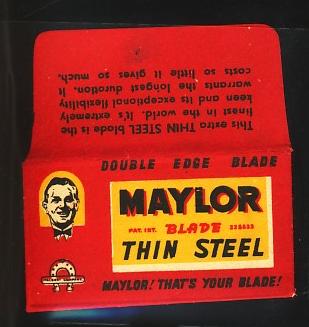 This extra THIN STEEL blade is the
finest in the world. It's extremely
keen and its exceptional flexibility
warrants the longest duration. It
costs so little it gives so much.
DOUBLE EDGE BLADE
MAYLOR
PAT. INT. BLADE 325632
THIN STEEL
MAYLOR! THAT'S YOUR BLADE!